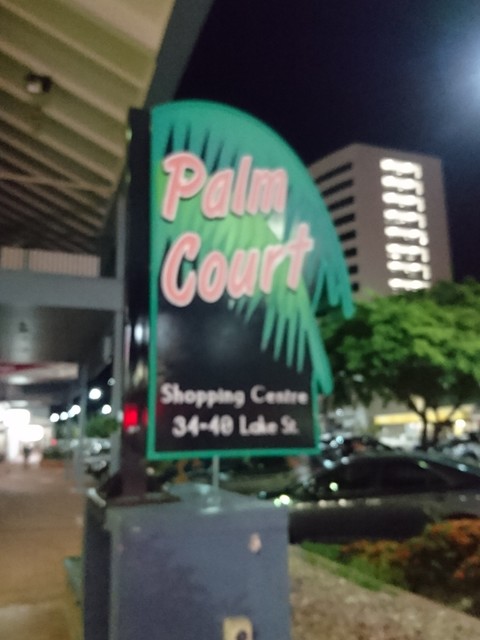 Palm
Court
Shopping Centre
34-40 Lake St.